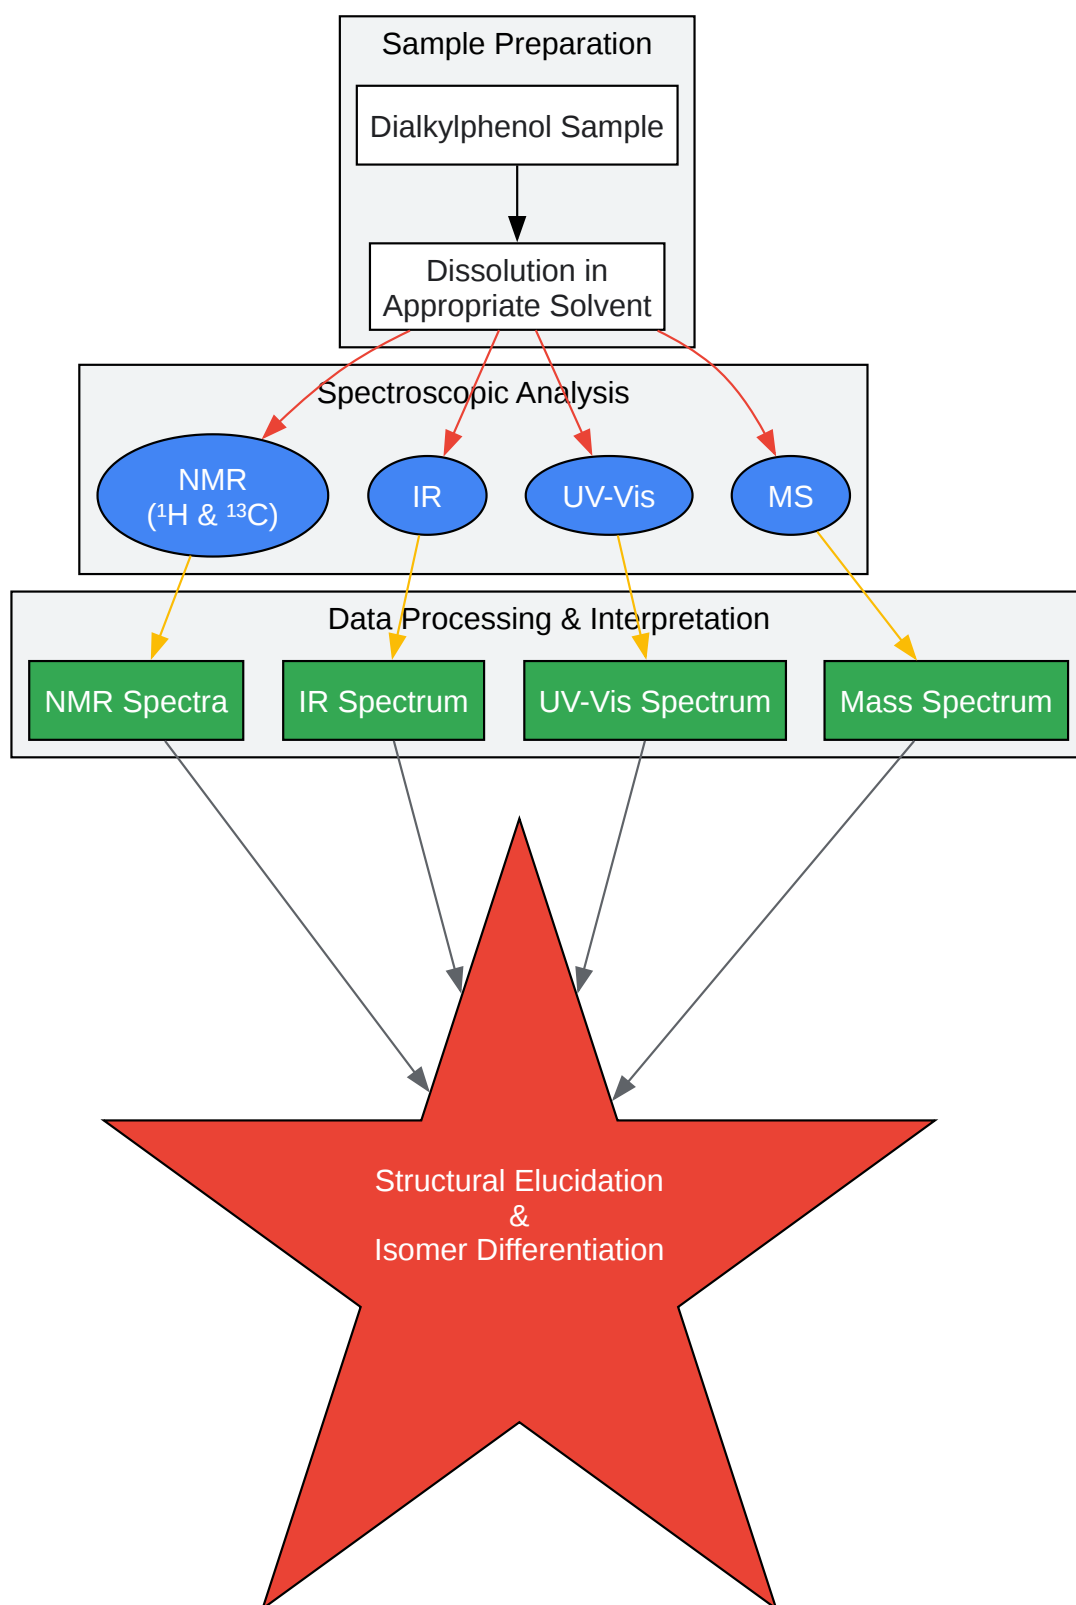 Sample Preparation
Dialkylphenol Sample
Dissolution in
Appropriate Solvent
Spectroscopic Analysis
NMR
(¹H & ¹³C)
IR
UV-Vis
MS
Data Processing & Interpretation
NMR Spectra
IR Spectrum
UV-Vis Spectrum
Mass Spectrum
Structural Elucidation
&
Isomer Differentiation